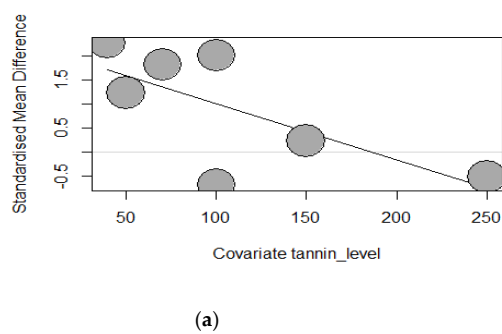 Standardised Mean Difference
1.5
0.5
-0.5
50 100 150 200 250
Covariate tannin_level
(a)